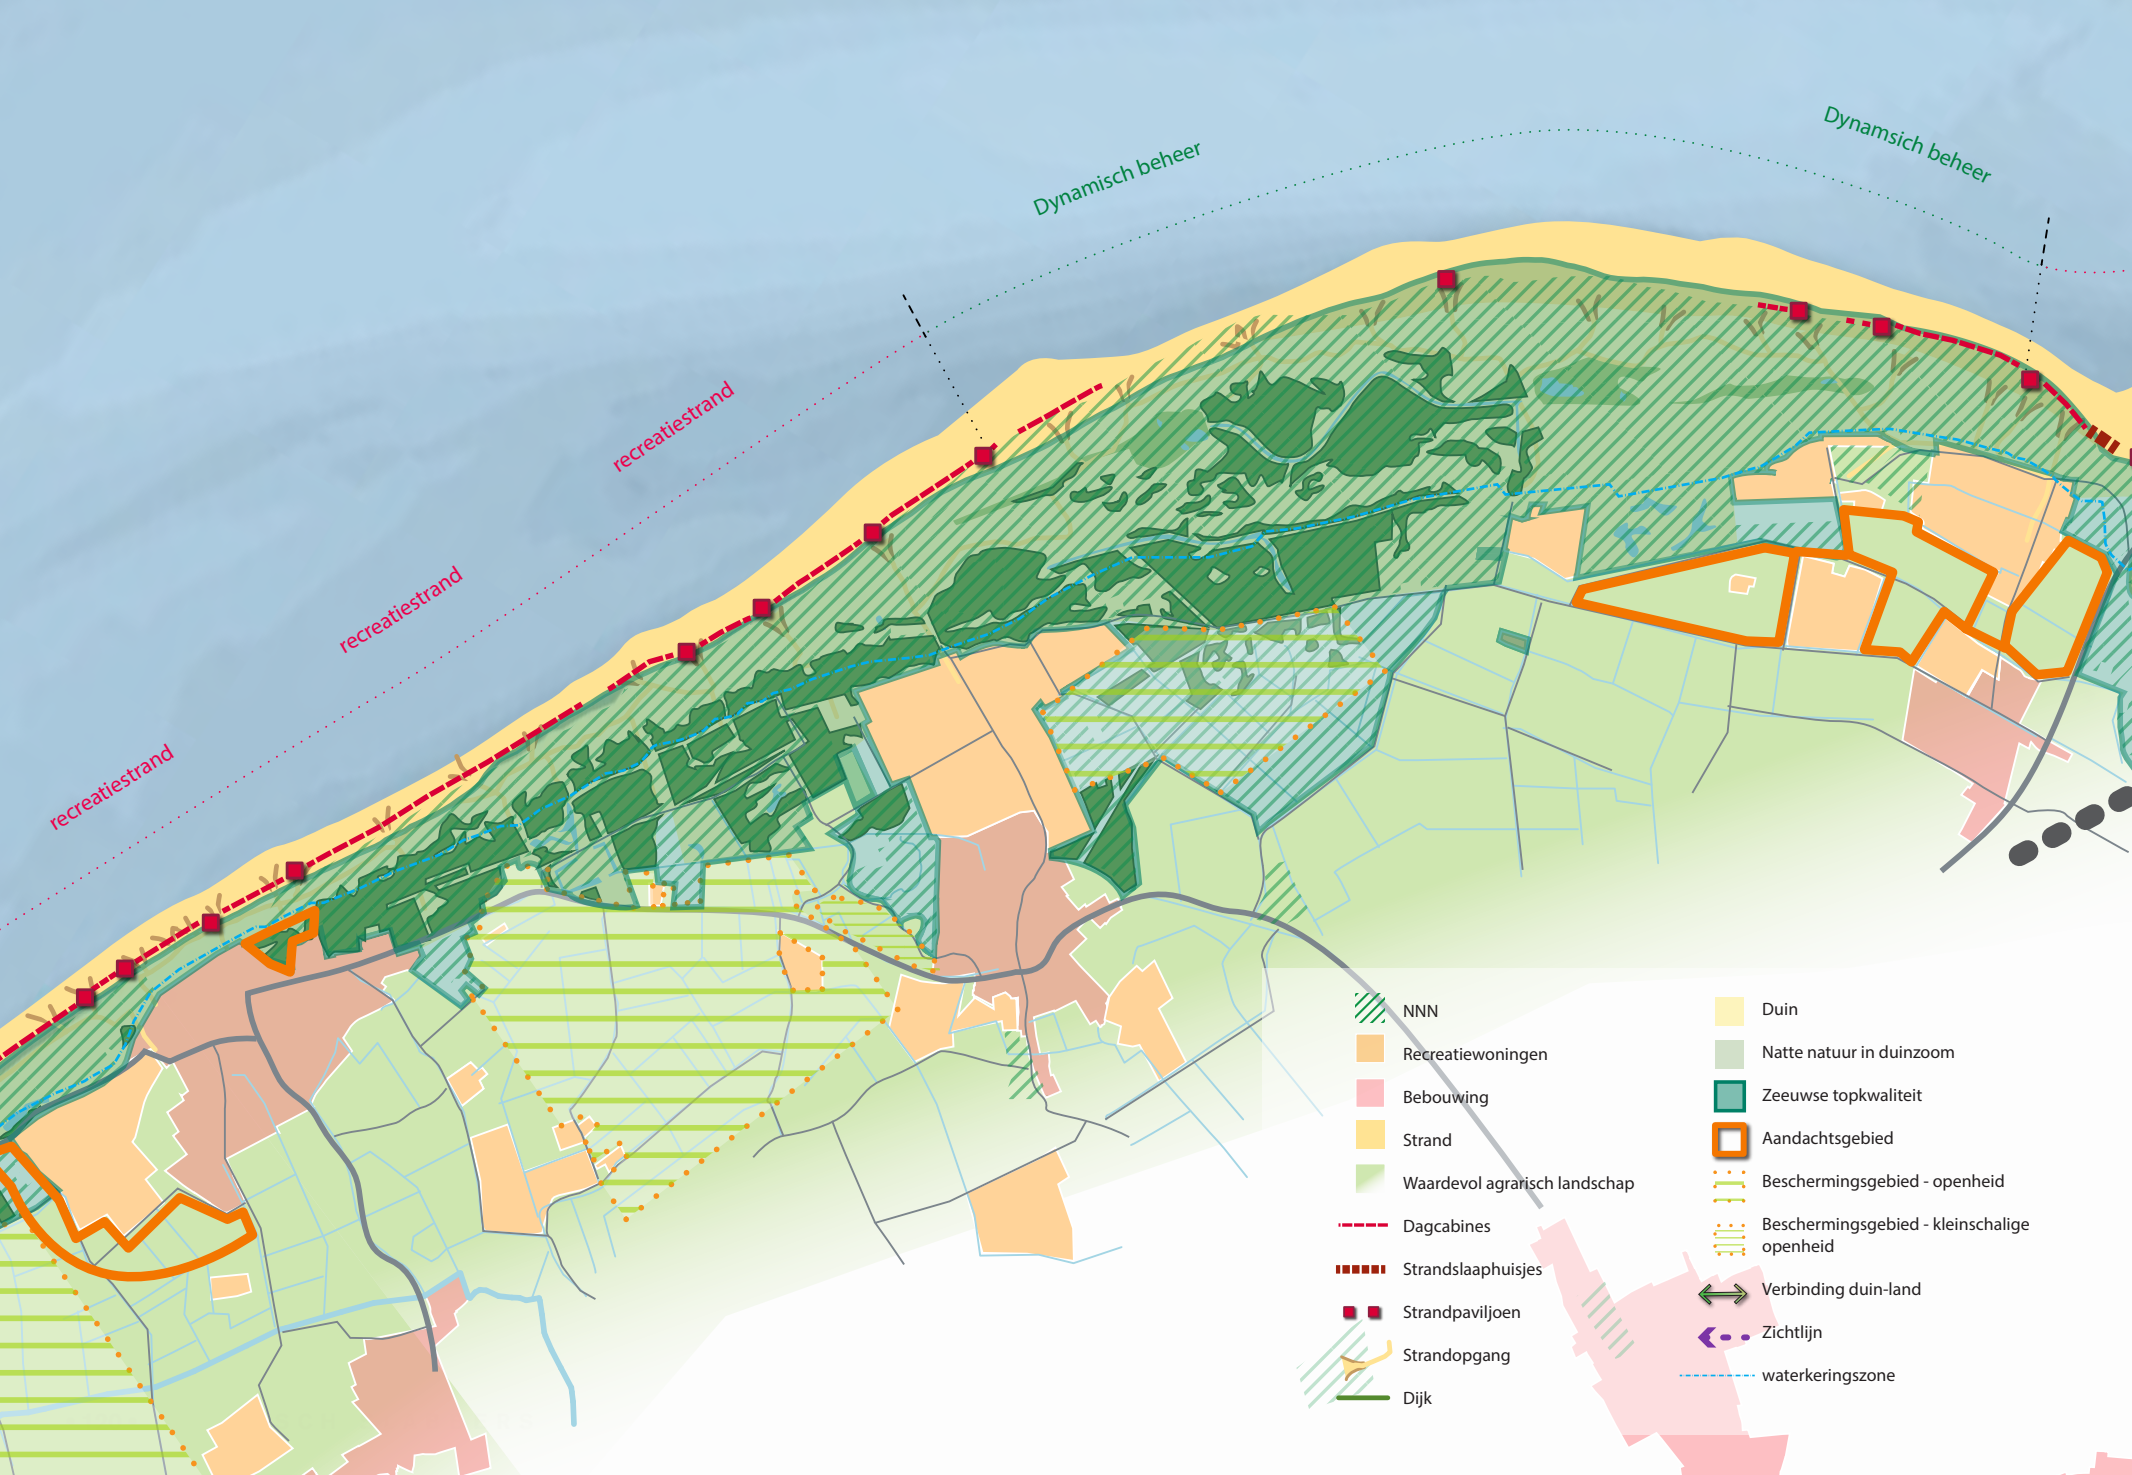 Dynamsich beheer
Dynamisch beheer
recreatiestrand
recreatiestrand
recreatiestrand
NNN
Recreatiewoningen
Bebouwing
Strand
Waardevol agrarisch landschap
Dagcabines
Strandslaaphuisjes
Strandpaviljoen
Strandopgang
Dijk
Duin
Natte natuur in duinzoom
Zeeuwse topkwaliteit
Aandachtsgebied
Beschermingsgebied - openheid
Beschermingsgebied - kleinschalige
openheid
Verbinding duin-land
Zichtlijn
waterkeringszone